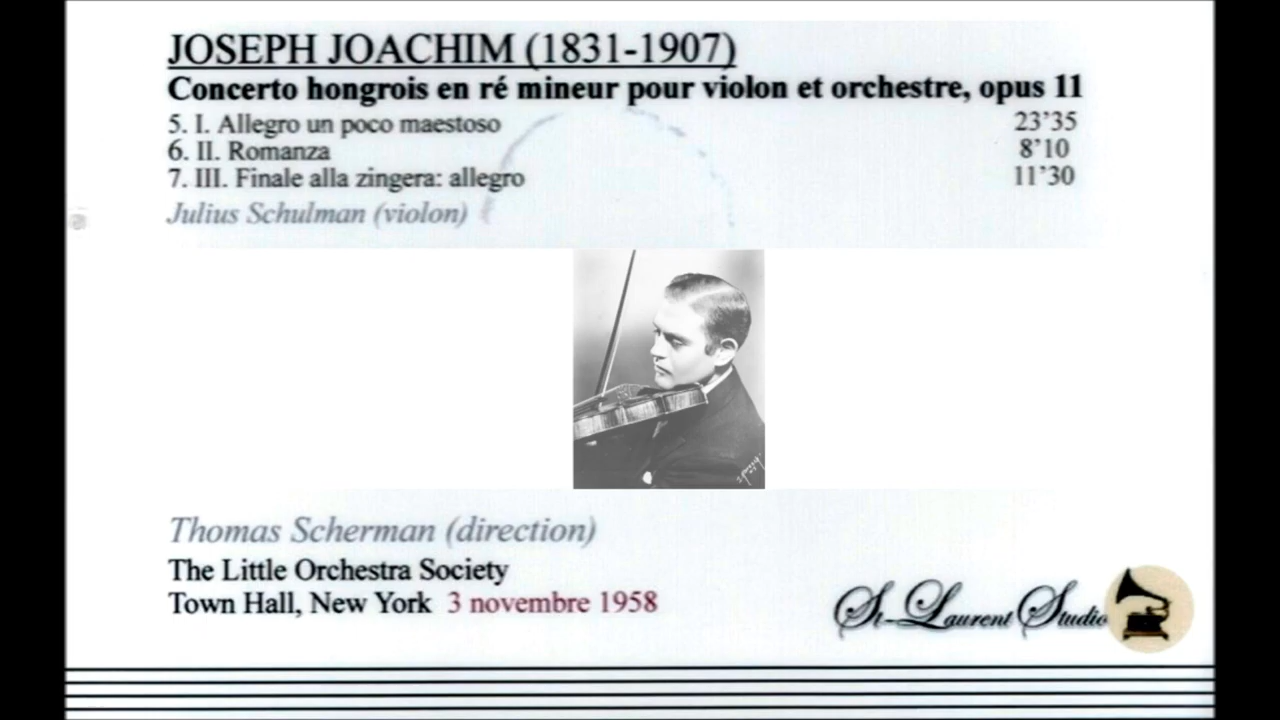 JOSEPH JOACHIM (1831-1907)
Concerto hongrois en ré mineur pour violon et orchestre, opus 11
5. I. Allegro un poco maestoso 23’35
6. II. Romanza 8’10
7. III. Finale alla zingera: allegro 11’30
Julius Schulman (violon)
Thomas Scherman (direction)
The Little Orchestra Society
Town Hall, New York 3 novembre 1958
St-Laurent Studio